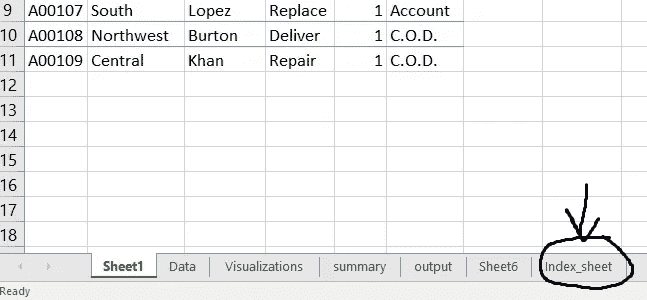 9 A00107 South Lopez Replace 1 Account
10 A00108 Northwest Burton Deliver 1 C.O.D.
11 A00109 Central Khan Repair 1 C.O.D.
12
13
14
15
16
17
18
Sheet1 Data Visualizations summary output Sheet6 Index_sheet
Ready